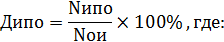 Дипо = Nипо / Nои × 100%, где: